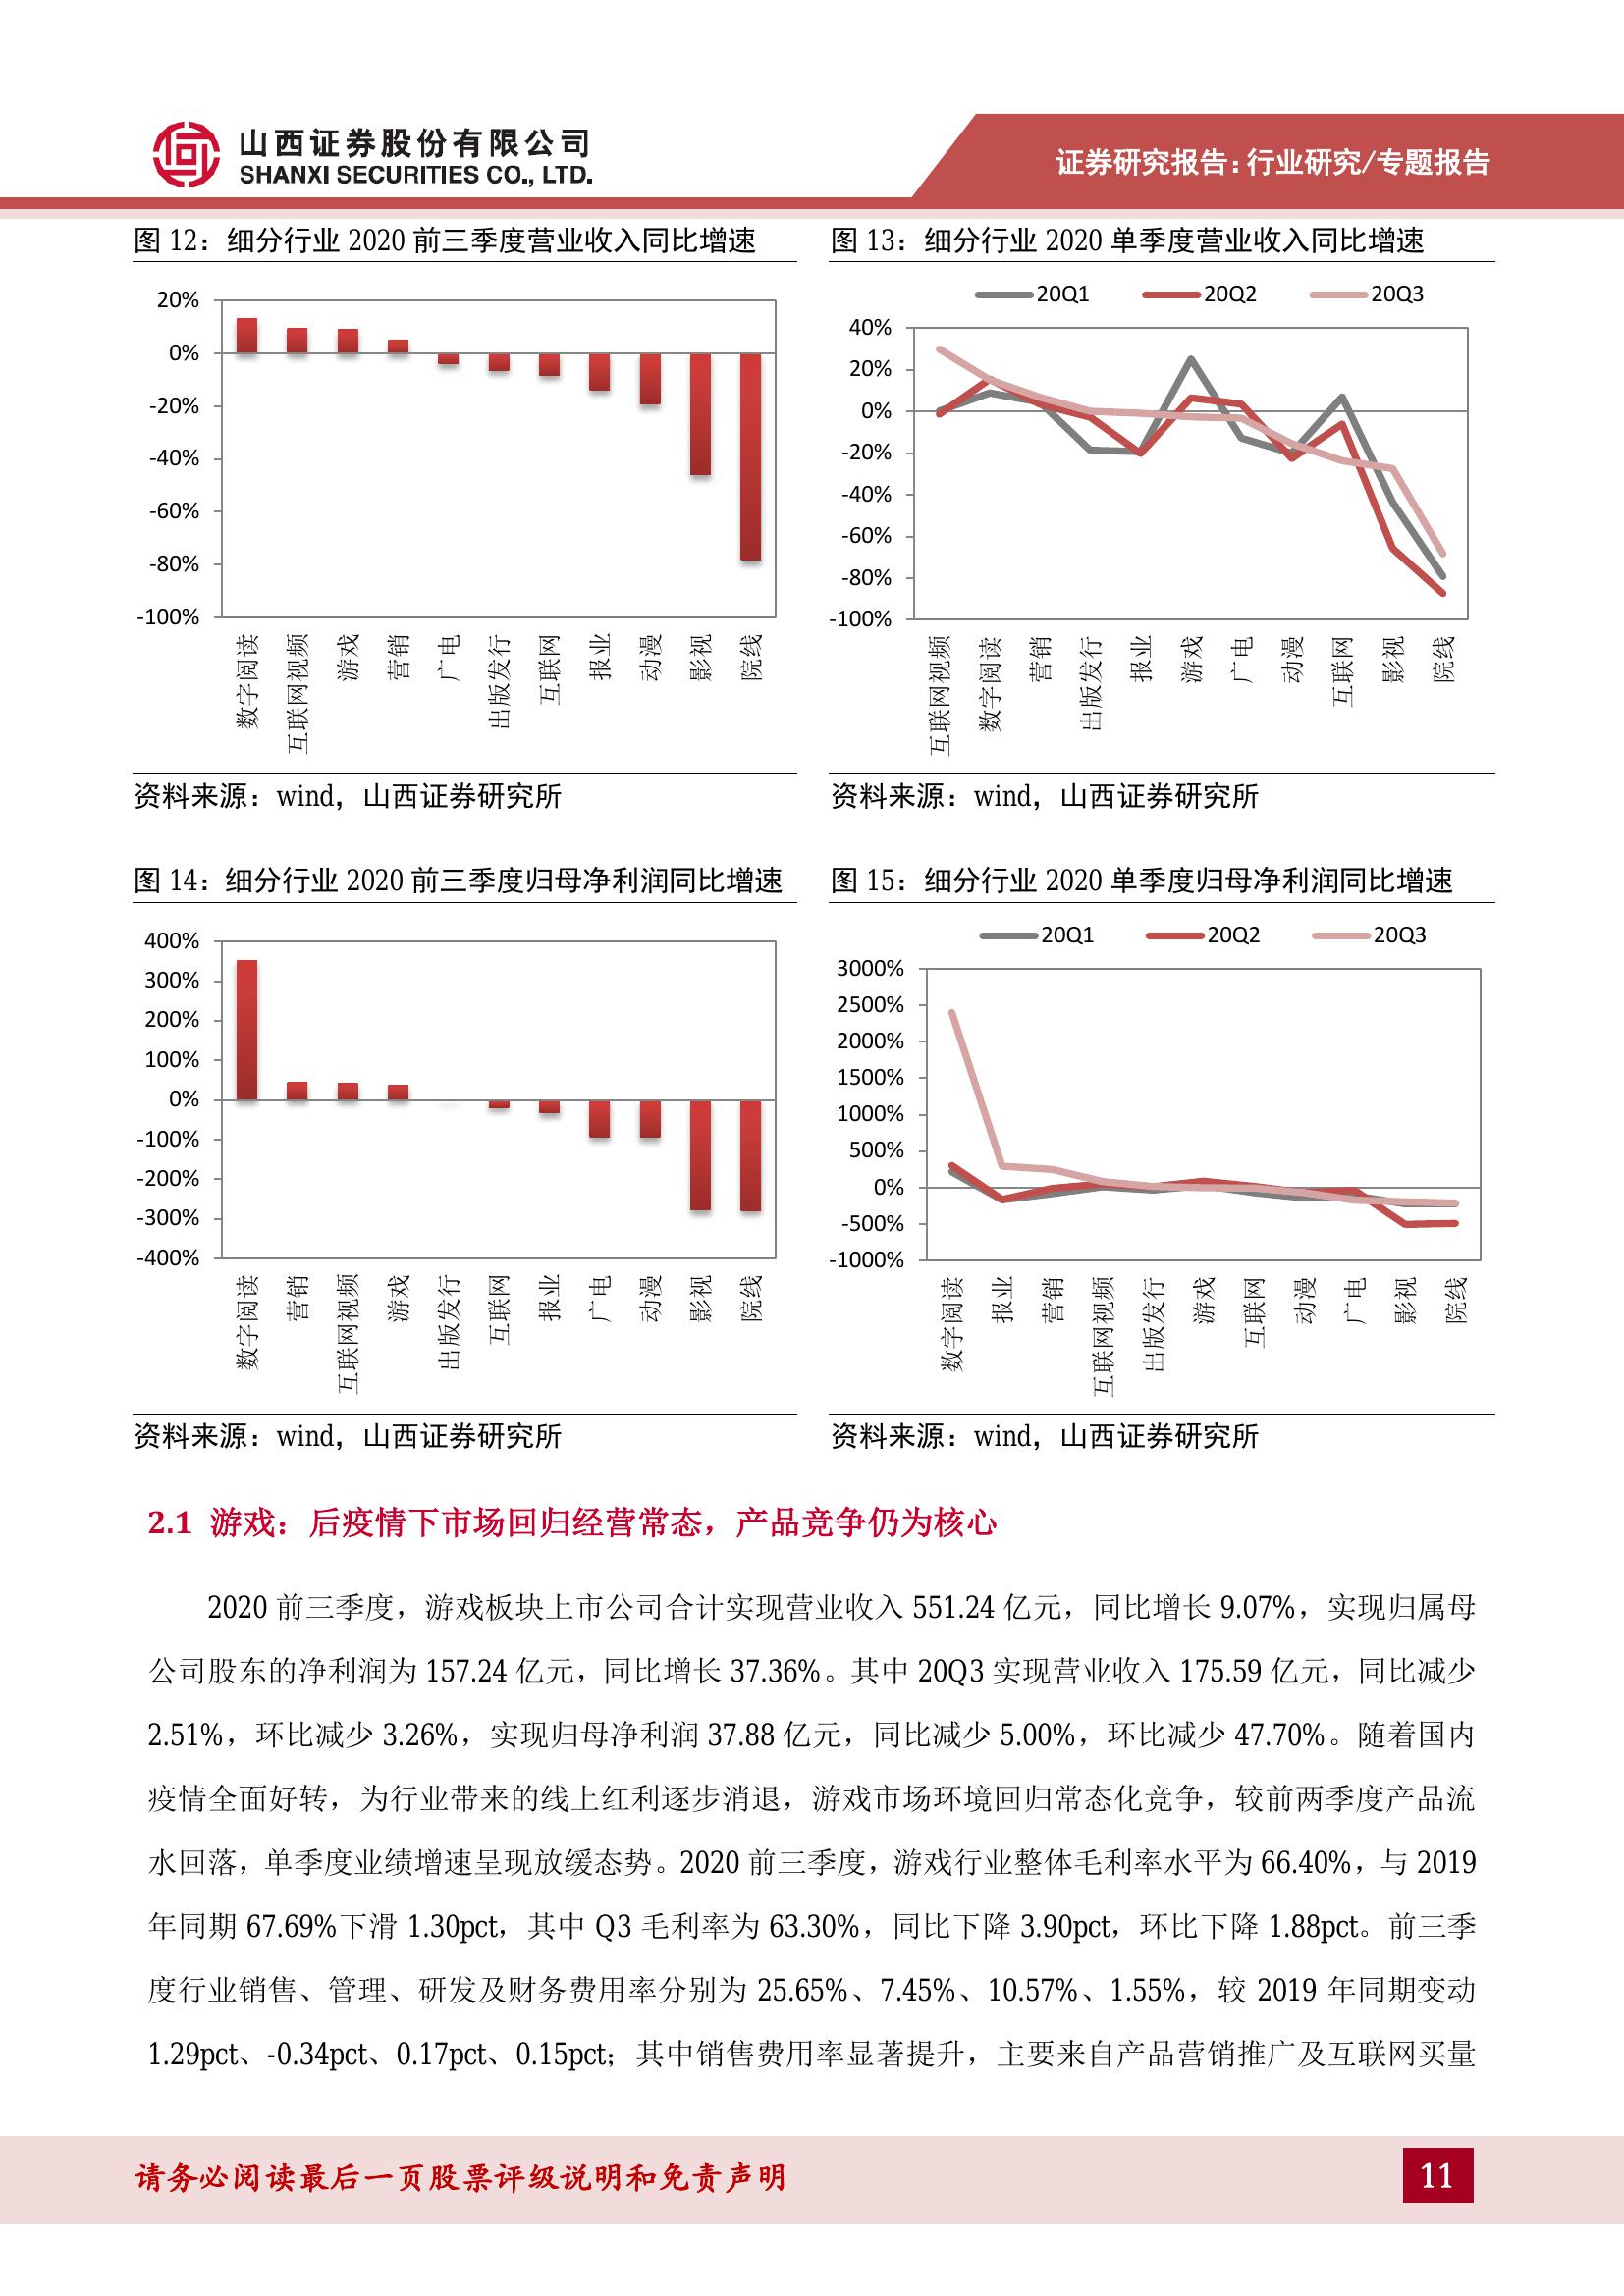 山西证券股份有限公司
SHANXI SECURITIES CO., LTD.
证券研究报告：行业研究/专题报告
图 12：细分行业 2020 前三季度营业收入同比增速
20%
0%
-20%
-40%
-60%
-80%
-100%
数字阅读
互联网视频
游戏
营销
广电
出版发行
互联网
报业
动漫
影视
院线
资料来源：wind，山西证券研究所
图 13：细分行业 2020 单季度营业收入同比增速
20Q1 20Q2 20Q3
40%
20%
0%
-20%
-40%
-60%
-80%
-100%
互联网视频
数字阅读
营销
出版发行
报业
游戏
广电
动漫
互联网
影视
院线
资料来源：wind，山西证券研究所
图 14：细分行业 2020 前三季度归母净利润同比增速
400%
300%
200%
100%
0%
-100%
-200%
-300%
-400%
数字阅读
营销
互联网视频
游戏
出版发行
互联网
报业
广电
动漫
影视
院线
资料来源：wind，山西证券研究所
图 15：细分行业 2020 单季度归母净利润同比增速
20Q1 20Q2 20Q3
3000%
2500%
2000%
1500%
1000%
500%
0%
-500%
-1000%
数字阅读
报业
营销
互联网视频
出版发行
游戏
互联网
动漫
广电
影视
院线
资料来源：wind，山西证券研究所
2.1 游戏：后疫情下市场回归经营常态，产品竞争仍为核心
2020 前三季度，游戏板块上市公司合计实现营业收入 551.24 亿元，同比增长 9.07%，实现归属母
公司股东的净利润为 157.24 亿元，同比增长 37.36%。其中 20Q3 实现营业收入 175.59 亿元，同比减少
2.51%，环比减少 3.26%，实现归母净利润 37.88 亿元，同比减少 5.00%，环比减少 47.70%。随着国内
疫情全面好转，为行业带来的线上红利逐步消退，游戏市场环境回归常态化竞争，较前两季度产品流
水回落，单季度业绩增速呈现放缓态势。2020 前三季度，游戏行业整体毛利率水平为 66.40%，与 2019
年同期 67.69%下滑 1.30pct，其中 Q3 毛利率为 63.30%，同比下降 3.90pct，环比下降 1.88pct。前三季
度行业销售、管理、研发及财务费用率分别为 25.65%、7.45%、10.57%、1.55%，较 2019 年同期变动
1.29pct、-0.34pct、0.17pct、0.15pct；其中销售费用率显著提升，主要来自产品营销推广及互联网买量
请务必阅读最后一页股票评级说明和免责声明
11